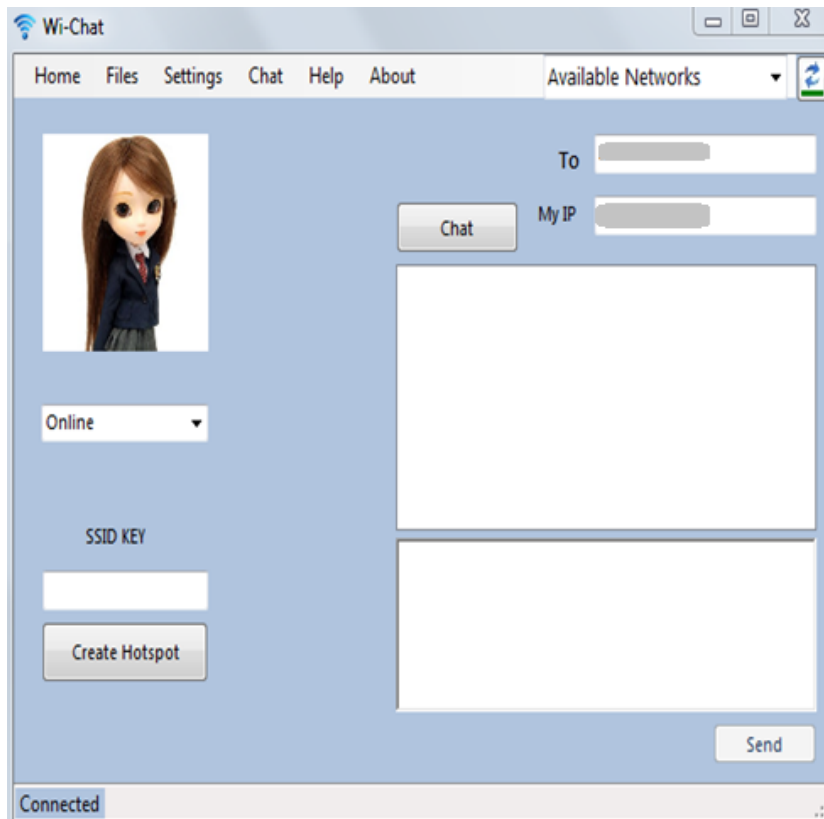 Wi-Chat
Home Files Settings Chat Help About Available Networks
To
Chat My IP
Online
SSID KEY
Create Hotspot
Send
Connected